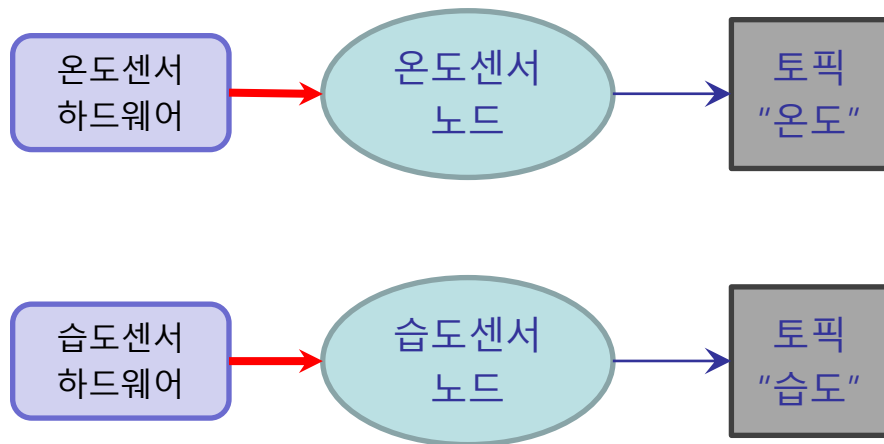 온도센서
하드웨어
온도센서
노드
토픽
"온도"
습도센서
하드웨어
습도센서
노드
토픽
"습도"